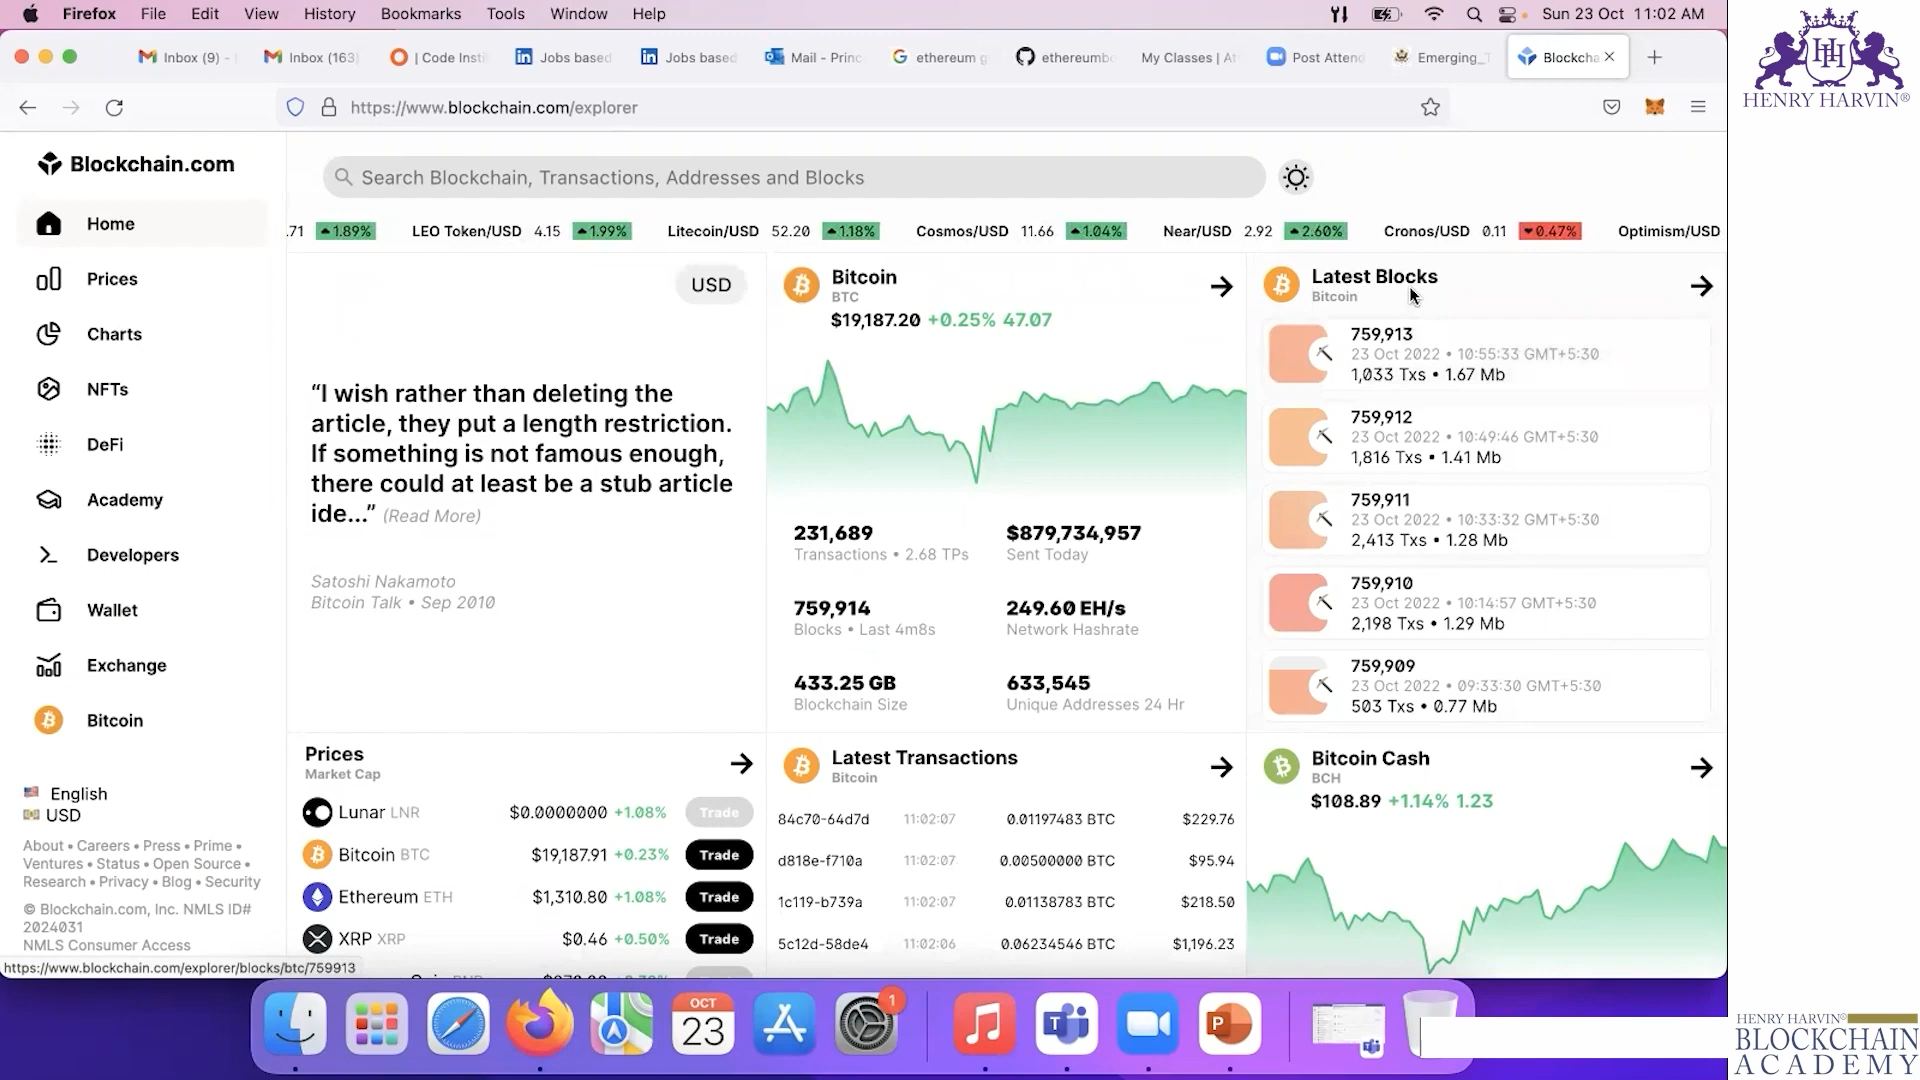 Firefox File Edit View History Bookmarks Tools Window Help Sun 23 Oct 11:02 AM
Inbox (9) - Inbox (163) | Code Insti Jobs based Jobs based Mail - Princ ethereum g ethereumbo My Classes | At Post Attend Emerging_T Blockcha
https://www.blockchain.com/explorer
HENRY HARVIN®
Blockchain.com
Home
Prices
Charts
NFTs
DeFi
Academy
Developers
Wallet
Exchange
Bitcoin
English
USD
About • Careers • Press • Prime •
Ventures • Status • Open Source •
Research • Privacy • Blog • Security
© Blockchain.com, Inc. NMLS ID#
2024031
NMLS Consumer Access
https://www.blockchain.com/explorer/blocks/btc/759913
Search Blockchain, Transactions, Addresses and Blocks
.71 1.89% LEO Token/USD 4.15 1.99% Litecoin/USD 52.20 1.18% Cosmos/USD 11.66 1.04% Near/USD 2.92 2.60% Cronos/USD 0.11 0.47% Optimism/USD
USD
“I wish rather than deleting the
article, they put a length restriction.
If something is not famous enough,
there could at least be a stub article
ide...” (Read More)
Satoshi Nakamoto
Bitcoin Talk • Sep 2010
Bitcoin
BTC
$19,187.20 +0.25% 47.07
231,689 $879,734,957
Transactions • 2.68 TPs Sent Today
759,914 249.60 EH/s
Blocks • Last 4m8s Network Hashrate
433.25 GB 633,545
Blockchain Size Unique Addresses 24 Hr
Latest Blocks
Bitcoin
759,913
23 Oct 2022 • 10:55:33 GMT+5:30
1,033 Txs • 1.67 Mb
759,912
23 Oct 2022 • 10:49:46 GMT+5:30
1,816 Txs • 1.41 Mb
759,911
23 Oct 2022 • 10:33:32 GMT+5:30
2,413 Txs • 1.28 Mb
759,910
23 Oct 2022 • 10:14:57 GMT+5:30
2,198 Txs • 1.29 Mb
759,909
23 Oct 2022 • 09:33:30 GMT+5:30
503 Txs • 0.77 Mb
Prices
Market Cap
Lunar LNR $0.0000000 +1.08% Trade
Bitcoin BTC $19,187.91 +0.23% Trade
Ethereum ETH $1,310.80 +1.08% Trade
XRP XRP $0.46 +0.50% Trade
Latest Transactions
Bitcoin
84c70-64d7d 11:02:07 0.01197483 BTC $229.76
d818e-f710a 11:02:07 0.00500000 BTC $95.94
1c119-b739a 11:02:07 0.01138783 BTC $218.50
5c12d-58de4 11:02:06 0.06234546 BTC $1,196.23
Bitcoin Cash
BCH
$108.89 +1.14% 1.23
OCT
23
1
HENRY HARVIN®
BLOCKCHAIN
ACADEMY